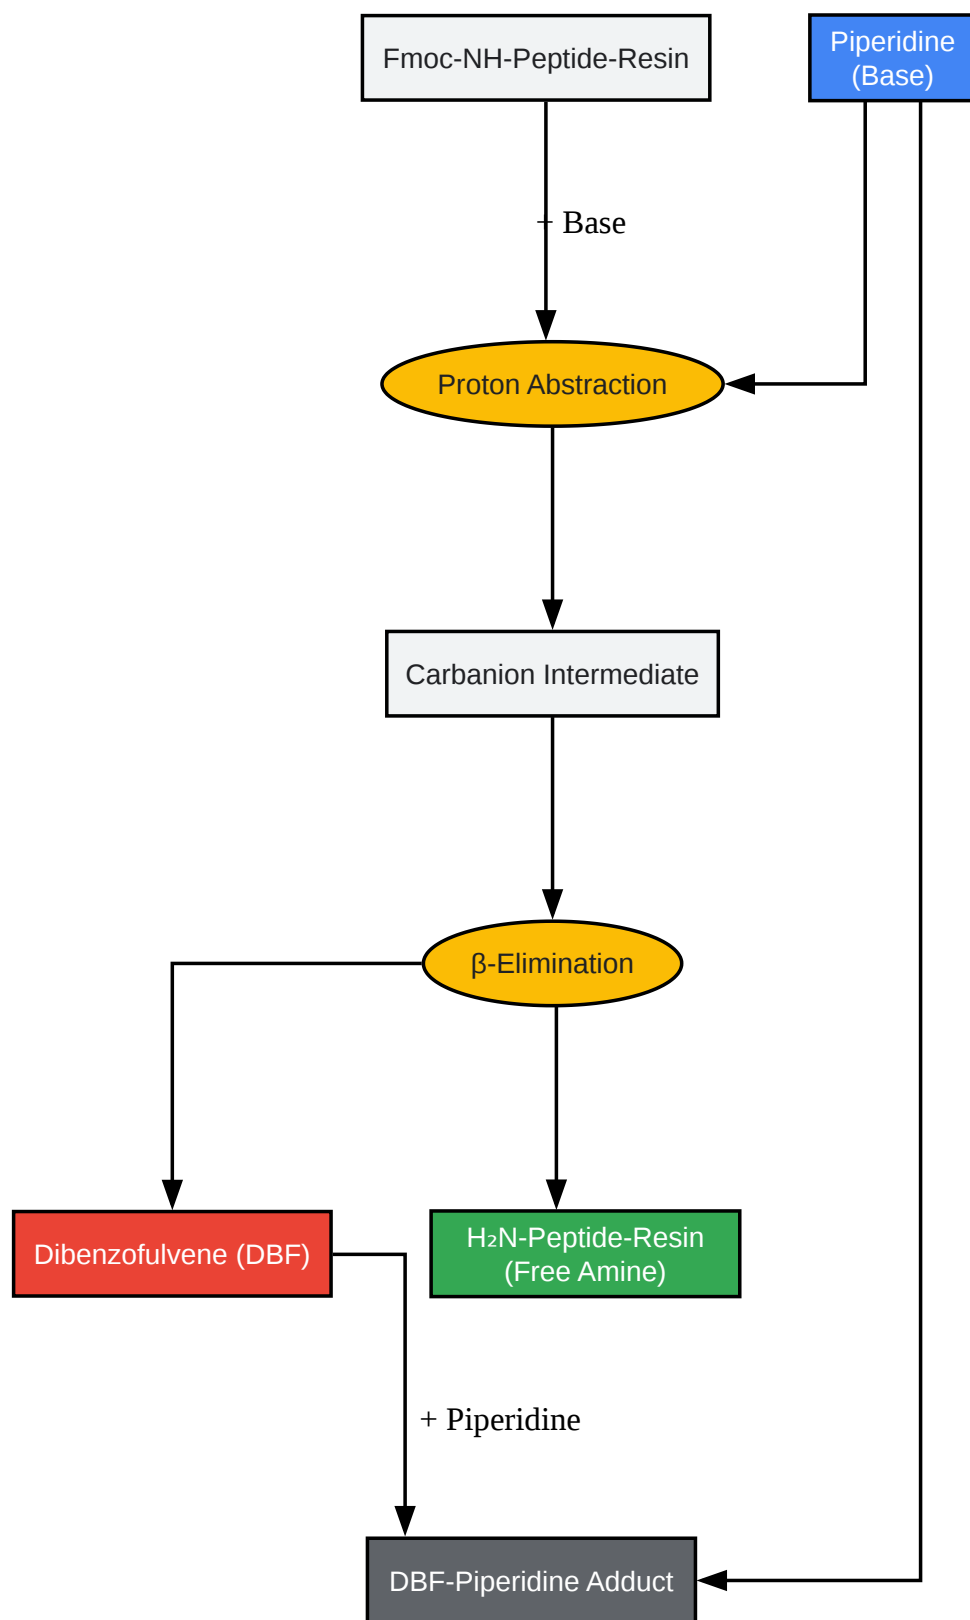 Fmoc-NH-Peptide-Resin
Piperidine
(Base)
+ Base
Proton Abstraction
Carbanion Intermediate
β-Elimination
Dibenzofulvene (DBF)
H₂N-Peptide-Resin
(Free Amine)
+ Piperidine
DBF-Piperidine Adduct